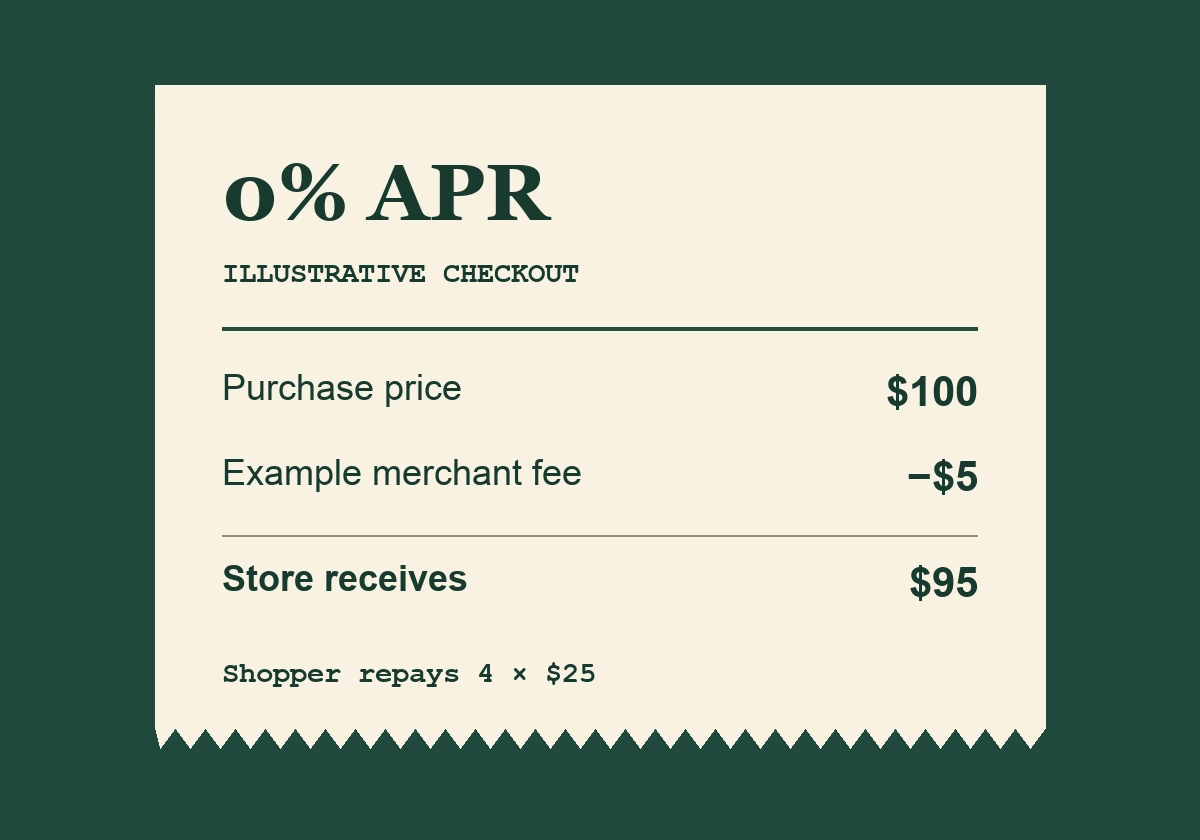 0% APR
ILLUSTRATIVE CHECKOUT
Purchase price $100
Example merchant fee −$5
Store receives $95
Shopper repays 4 × $25